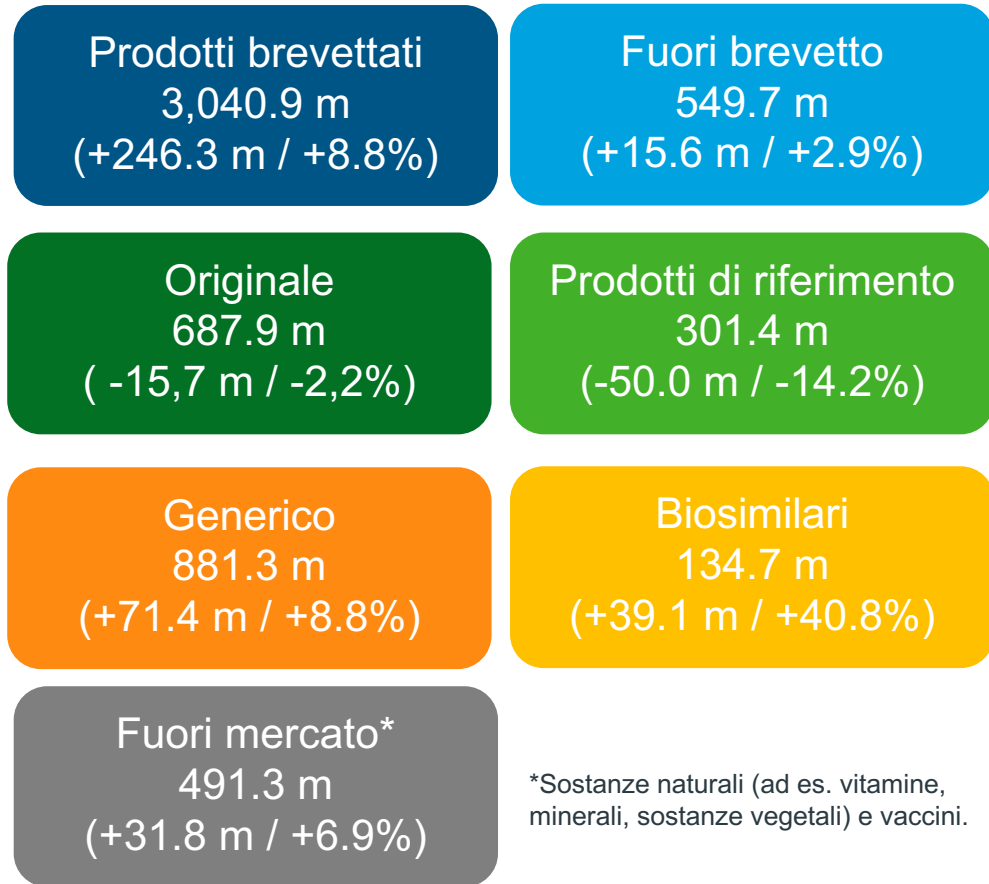 Prodotti brevettati
3,040.9 m
(+246.3 m / +8.8%)
Fuori brevetto
549.7 m
(+15.6 m / +2.9%)
Originale
687.9 m
( -15,7 m / -2,2%)
Prodotti di riferimento
301.4 m
(-50.0 m / -14.2%)
Generico
881.3 m
(+71.4 m / +8.8%)
Biosimilari
134.7 m
(+39.1 m / +40.8%)
Fuori mercato*
491.3 m
(+31.8 m / +6.9%)
*Sostanze naturali (ad es. vitamine,
minerali, sostanze vegetali) e vaccini.